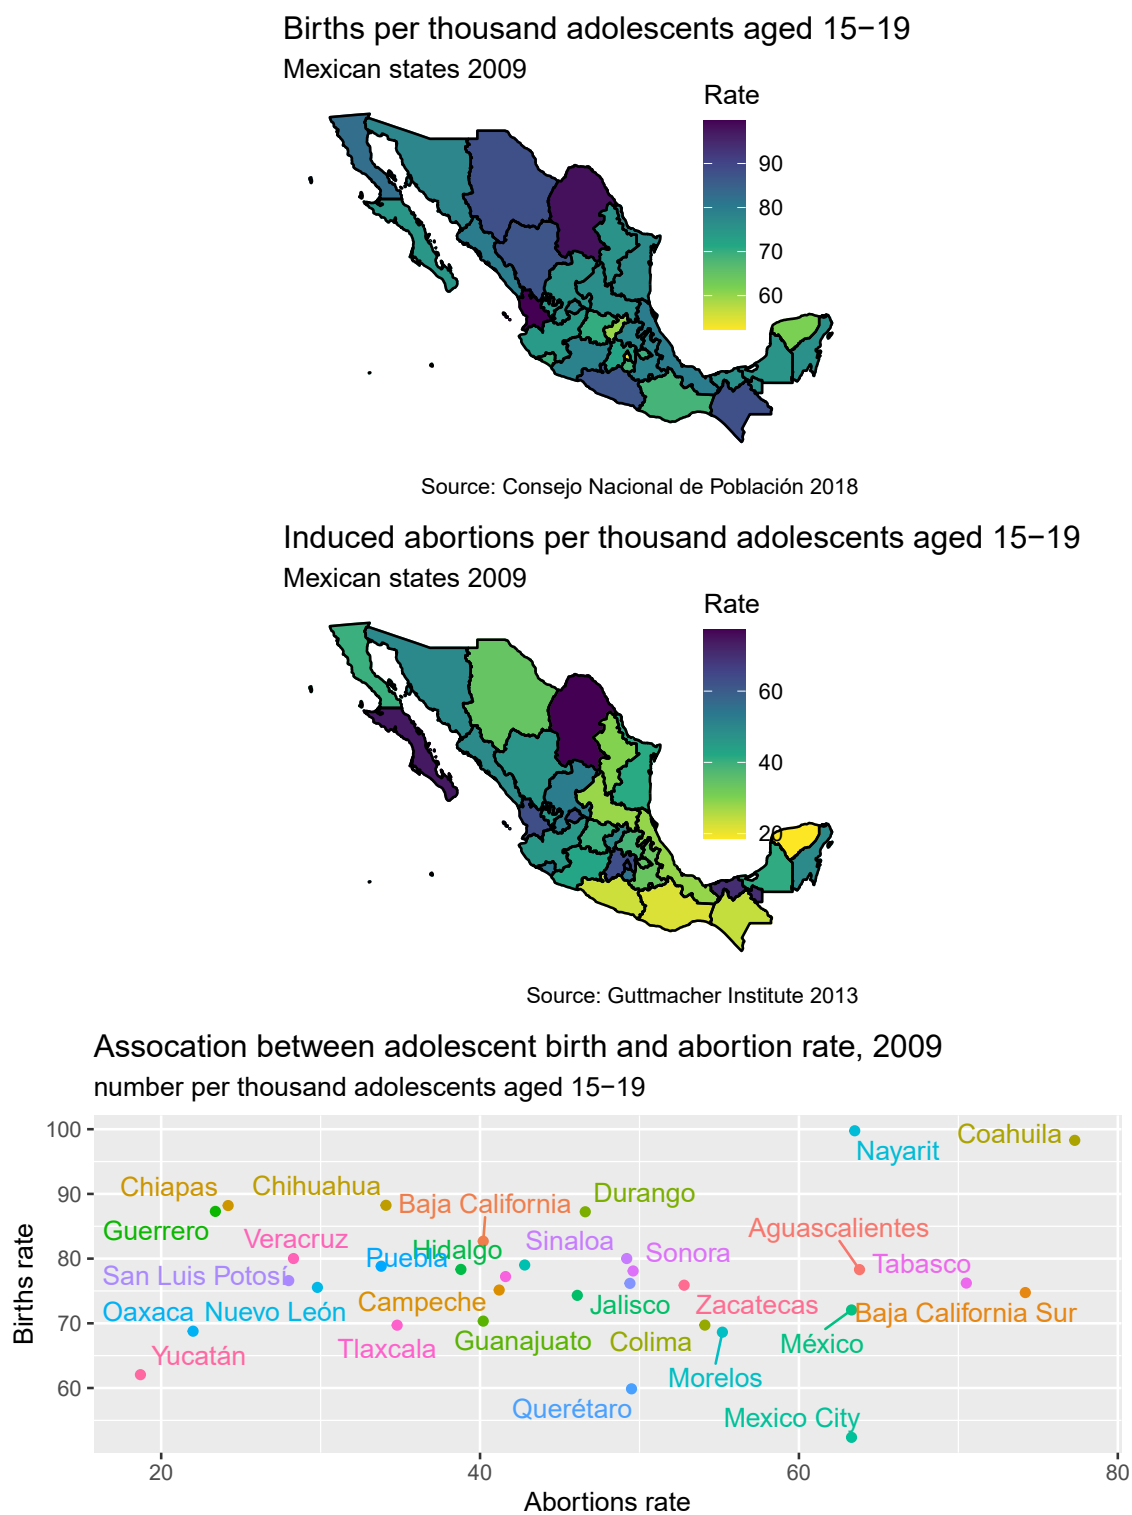 Births per thousand adolescents aged 15−19
Mexican states 2009
Rate
90
80
70
60
Source: Consejo Nacional de Población 2018
Induced abortions per thousand adolescents aged 15−19
Mexican states 2009
Rate
60
40
20
Source: Guttmacher Institute 2013
Assocation between adolescent birth and abortion rate, 2009
number per thousand adolescents aged 15−19
Births rate
100
90
80
70
60
Nayarit
Coahuila
Chiapas
Chihuahua
Durango
Baja California
Guerrero
Aguascalientes
Veracruz
Hidalgo
Sinaloa
Sonora
Puebla
Tabasco
San Luis Potosí
Campeche
Jalisco
Zacatecas
Oaxaca
Nuevo León
Baja California Sur
Tlaxcala
Guanajuato
Colima
México
Yucatán
Morelos
Querétaro
Mexico City
20
40
60
80
Abortions rate